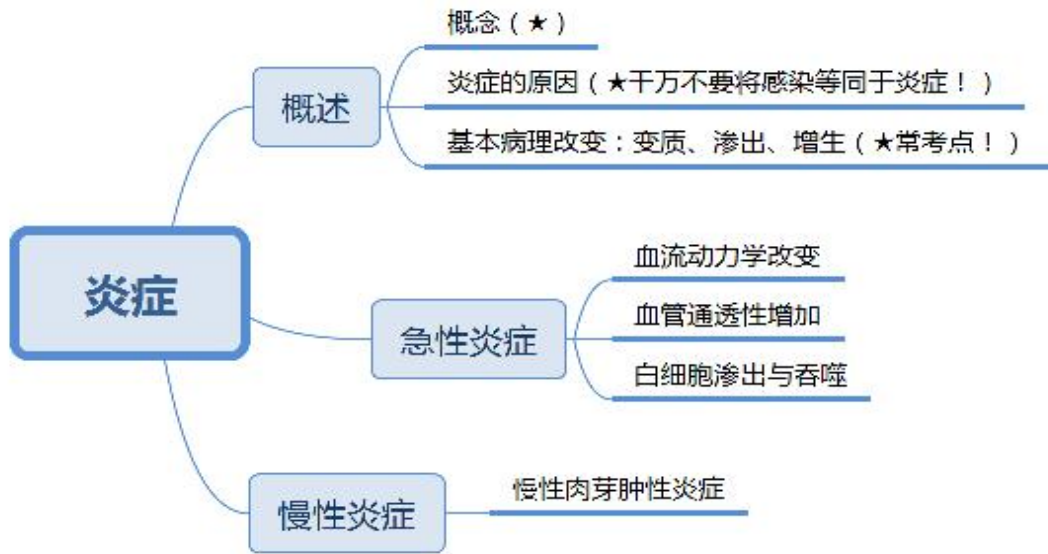 炎症
概述
概念（★）
炎症的原因（★千万不要将感染等同于炎症！）
基本病理改变：变质、渗出、增生（★常考点！）
急性炎症
血流动力学改变
血管通透性增加
白细胞渗出与吞噬
慢性炎症
慢性肉芽肿性炎症